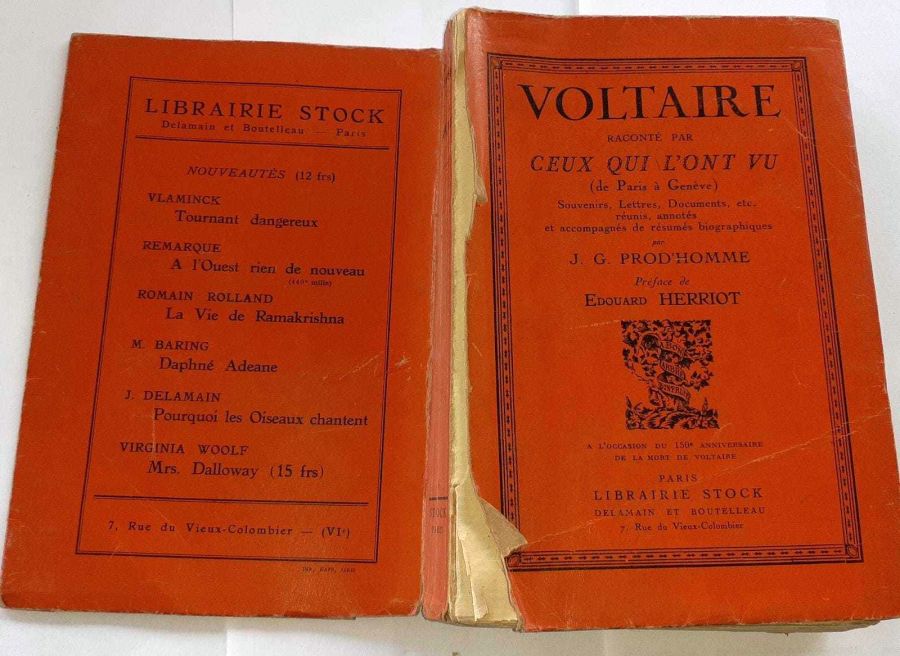 LIBRAIRIE STOCK
Delamain et Boutelleau — Paris
NOUVEAUTÉS (12 frs)
VLAMINCK
Tournant dangereux
REMARQUE
A l'Ouest rien de nouveau
(440e mille)
ROMAIN ROLLAND
La Vie de Ramakrishna
M. BARING
Daphné Adeane
J. DELAMAIN
Pourquoi les Oiseaux chantent
VIRGINIA WOOLF
Mrs. Dalloway (15 frs)
7, Rue du Vieux-Colombier — (VIe)
STOCK
PARIS
VOLTAIRE
RACONTÉ PAR
CEUX QUI L'ONT VU
(de Paris à Genève)
Souvenirs, Lettres, Documents, etc.
réunis, annotés
et accompagnés de résumés biographiques
par
J. G. PROD'HOMME
Préface de
EDOUARD HERRIOT
A L'OCCASION DU 150e ANNIVERSAIRE
DE LA MORT DE VOLTAIRE
PARIS
LIBRAIRIE STOCK
DELAMAIN ET BOUTELLEAU
7, Rue du Vieux-Colombier